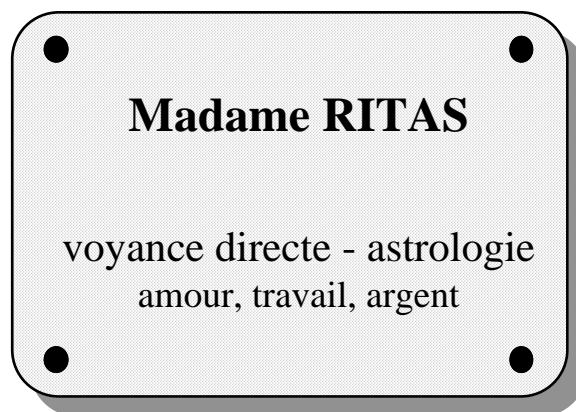 Madame RITAS
voyance directe - astrologie
amour, travail, argent